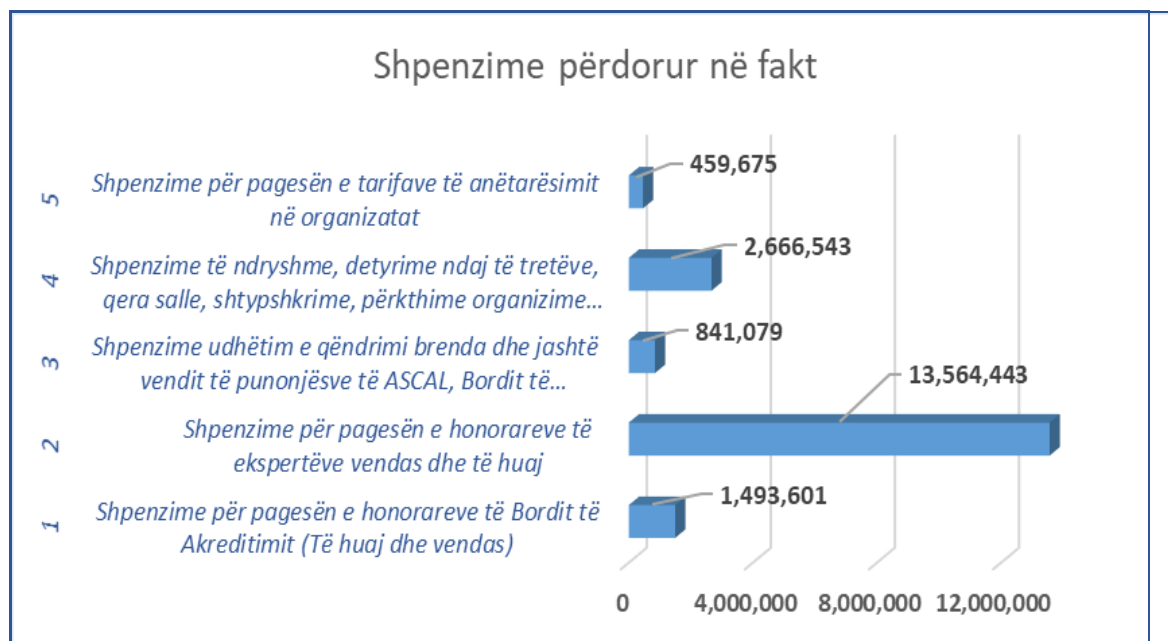 Shpenzime përdorur në fakt
5
Shpenzime për pagesën e tarifave të anëtarësimit
në organizatat
459,675
4
Shpenzime të ndryshme, detyrime ndaj të tretëve,
qera salle, shtypshkrime, përkthime organizime...
2,666,543
3
Shpenzime udhëtim e qëndrimi brenda dhe jashtë
vendit të punonjësve të ASCAL, Bordit të...
841,079
2
Shpenzime për pagesën e honorareve të
ekspertëve vendas dhe të huaj
13,564,443
1
Shpenzime për pagesën e honorareve të Bordit të
Akreditimit (Të huaj dhe vendas)
1,493,601
0 4,000,000 8,000,000 12,000,000